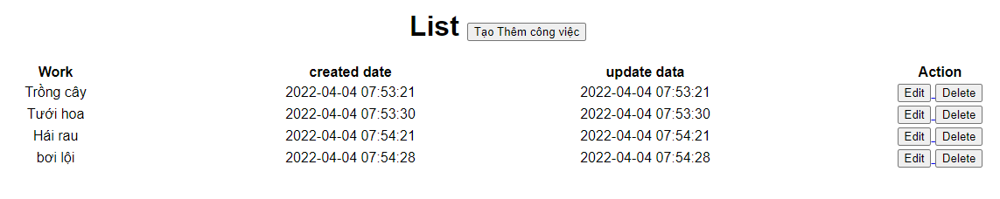 List Tạo Thêm công việc
Work created date update data Action
Trồng cây 2022-04-04 07:53:21 2022-04-04 07:53:21 Edit Delete
Tưới hoa 2022-04-04 07:53:30 2022-04-04 07:53:30 Edit Delete
Hái rau 2022-04-04 07:54:21 2022-04-04 07:54:21 Edit Delete
bơi lội 2022-04-04 07:54:28 2022-04-04 07:54:28 Edit Delete